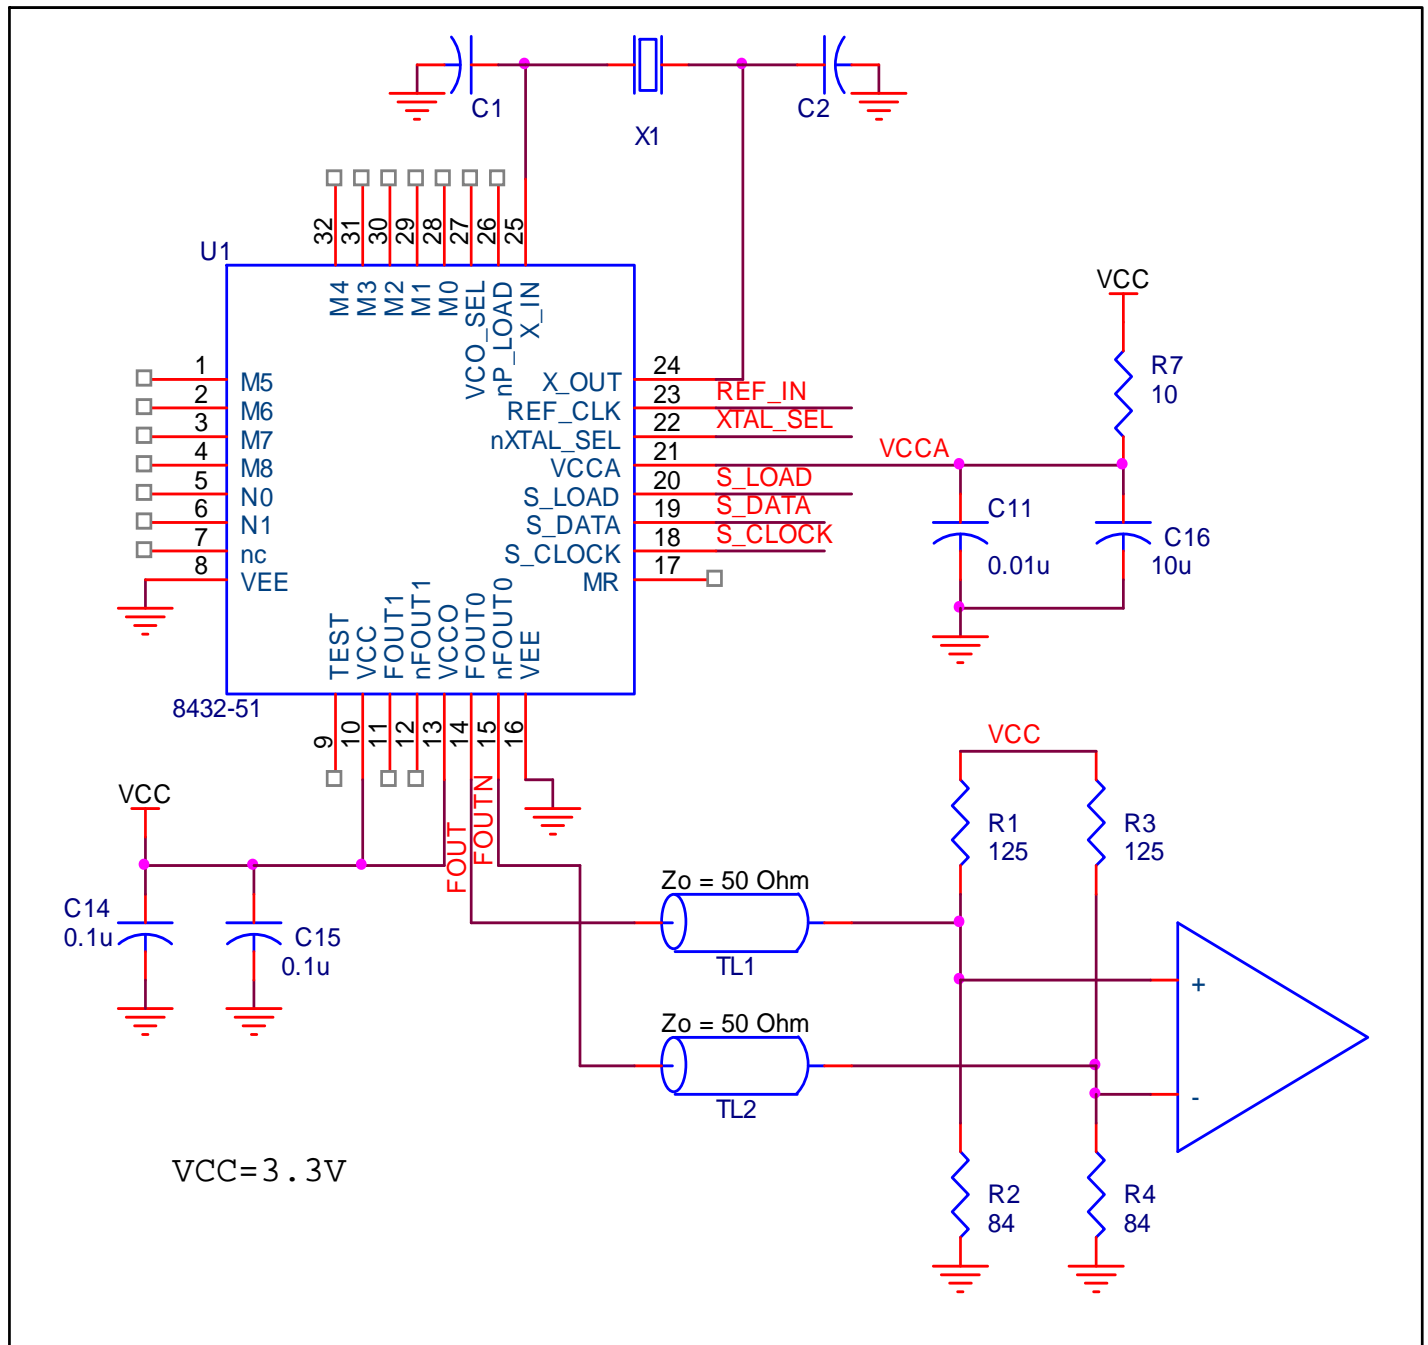 C1
X1
C2
U1
32
31
30
29
28
27
26
25
M4
M3
M2
M1
M0
VCO_SEL
nP_LOAD
X_IN
1 M5
2 M6
3 M7
4 M8
5 N0
6 N1
7 nc
8 VEE
X_OUT 24
REF_CLK 23 REF_IN
nXTAL_SEL 22 XTAL_SEL
VCCA 21 VCCA
S_LOAD 20 S_LOAD
S_DATA 19 S_DATA
S_CLOCK 18 S_CLOCK
MR 17
VCC
R7
10
C11
0.01u
C16
10u
TEST
VCC
FOUT1
nFOUT1
VCCO
FOUT0
nFOUT0
VEE
8432-51
9
10
11
12
13
14
15
16
FOUT
FOUTN
VCC
C14
0.1u
C15
0.1u
VCC
R1
125
R3
125
Zo = 50 Ohm
TL1
Zo = 50 Ohm
TL2
+
-
R2
84
R4
84
VCC=3.3V